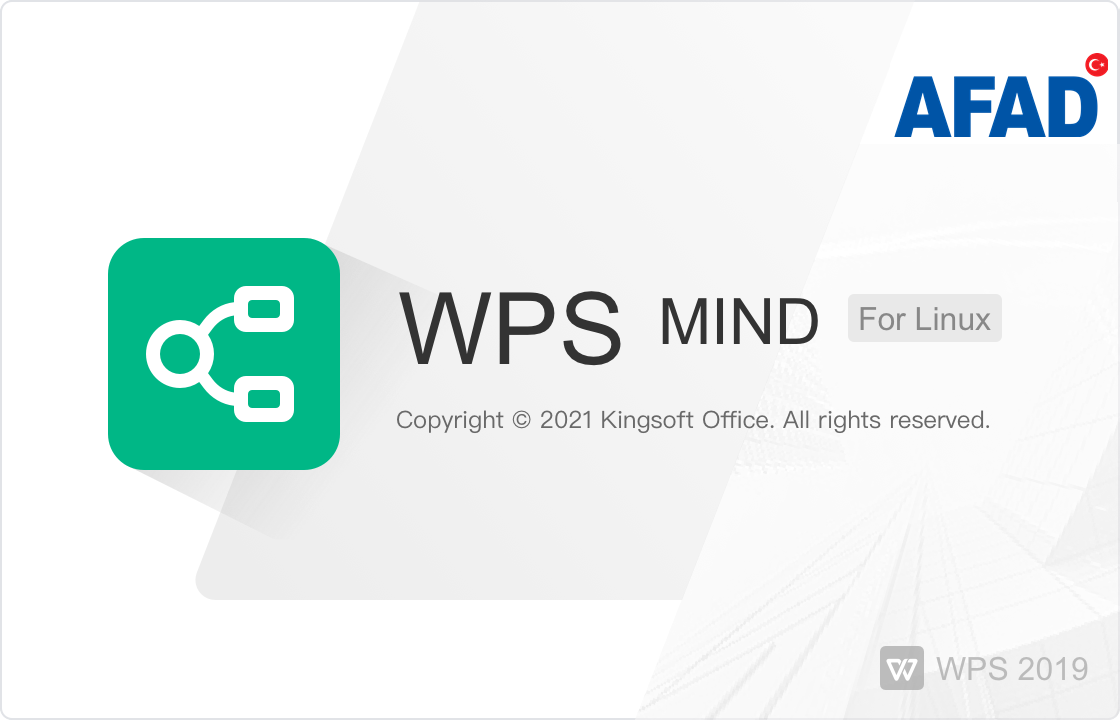 AFAD
WPS MIND For Linux
Copyright © 2021 Kingsoft Office. All rights reserved.
WPS 2019